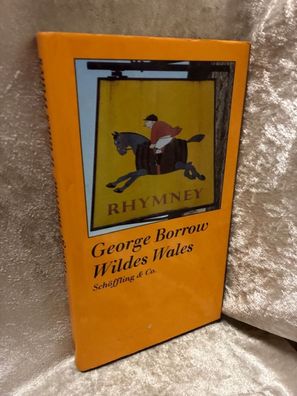 RHYMNEY
George Borrow
Wildes Wales
Schöffling & Co.